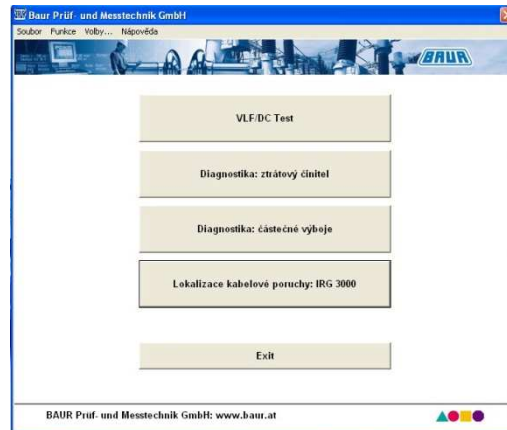 Baur Prüf- und Messtechnik GmbH
Soubor Funkce Volby... Nápověda
BAUR
VLF/DC Test
Diagnostika: ztrátový činitel
Diagnostika: částečné výboje
Lokalizace kabelové poruchy: IRG 3000
Exit
BAUR Prüf- und Messtechnik GmbH: www.baur.at